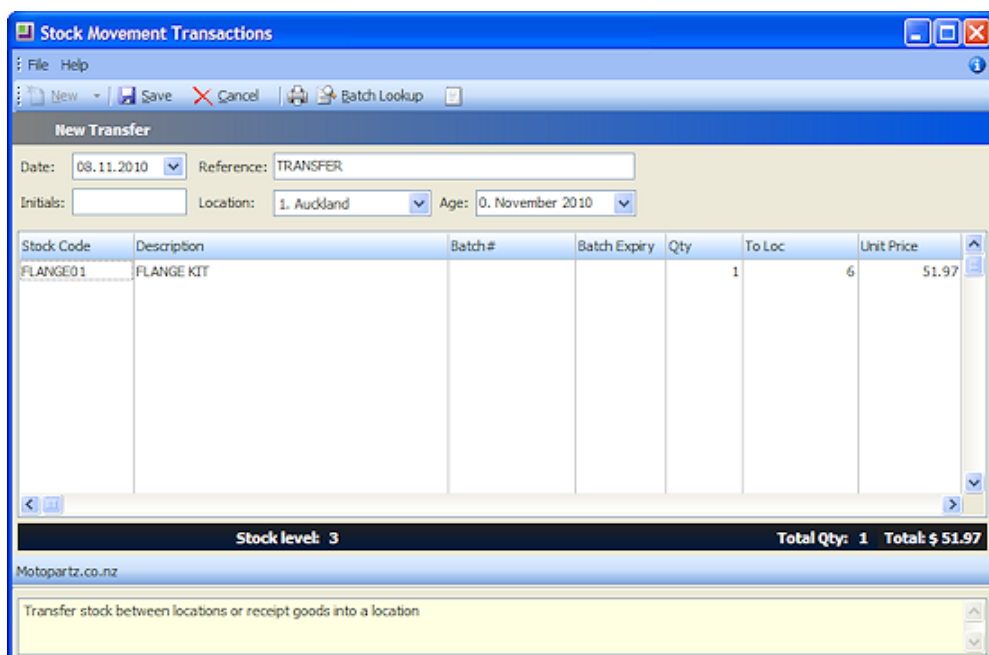 Stock Movement Transactions
File Help
New Save Cancel Batch Lookup
New Transfer
Date: 08.11.2010 Reference: TRANSFER
Initials: Location: 1. Auckland Age: 0. November 2010
Stock Code Description Batch# Batch Expiry Qty To Loc Unit Price
FLANGE01 FLANGE KIT 1 6 51.97
Stock level: 3 Total Qty: 1 Total: $ 51.97
Motopartz.co.nz
Transfer stock between locations or receipt goods into a location